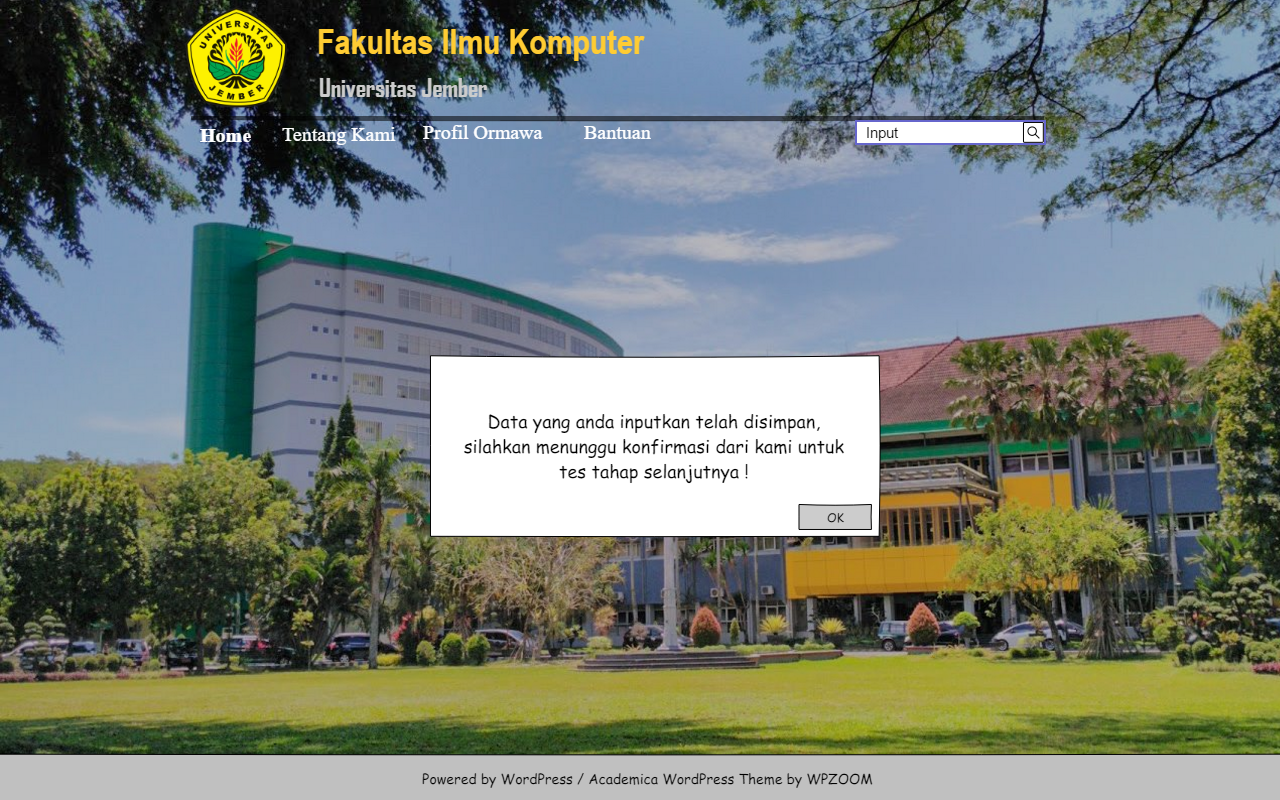 UNIVERSITAS
JEMBER
Fakultas Ilmu Komputer
Universitas Jember
Home
Tentang Kami
Profil Ormawa
Bantuan
Input
Data yang anda inputkan telah disimpan,
silahkan menunggu konfirmasi dari kami untuk
tes tahap selanjutnya !
OK
Powered by WordPress / Academica WordPress Theme by WPZOOM